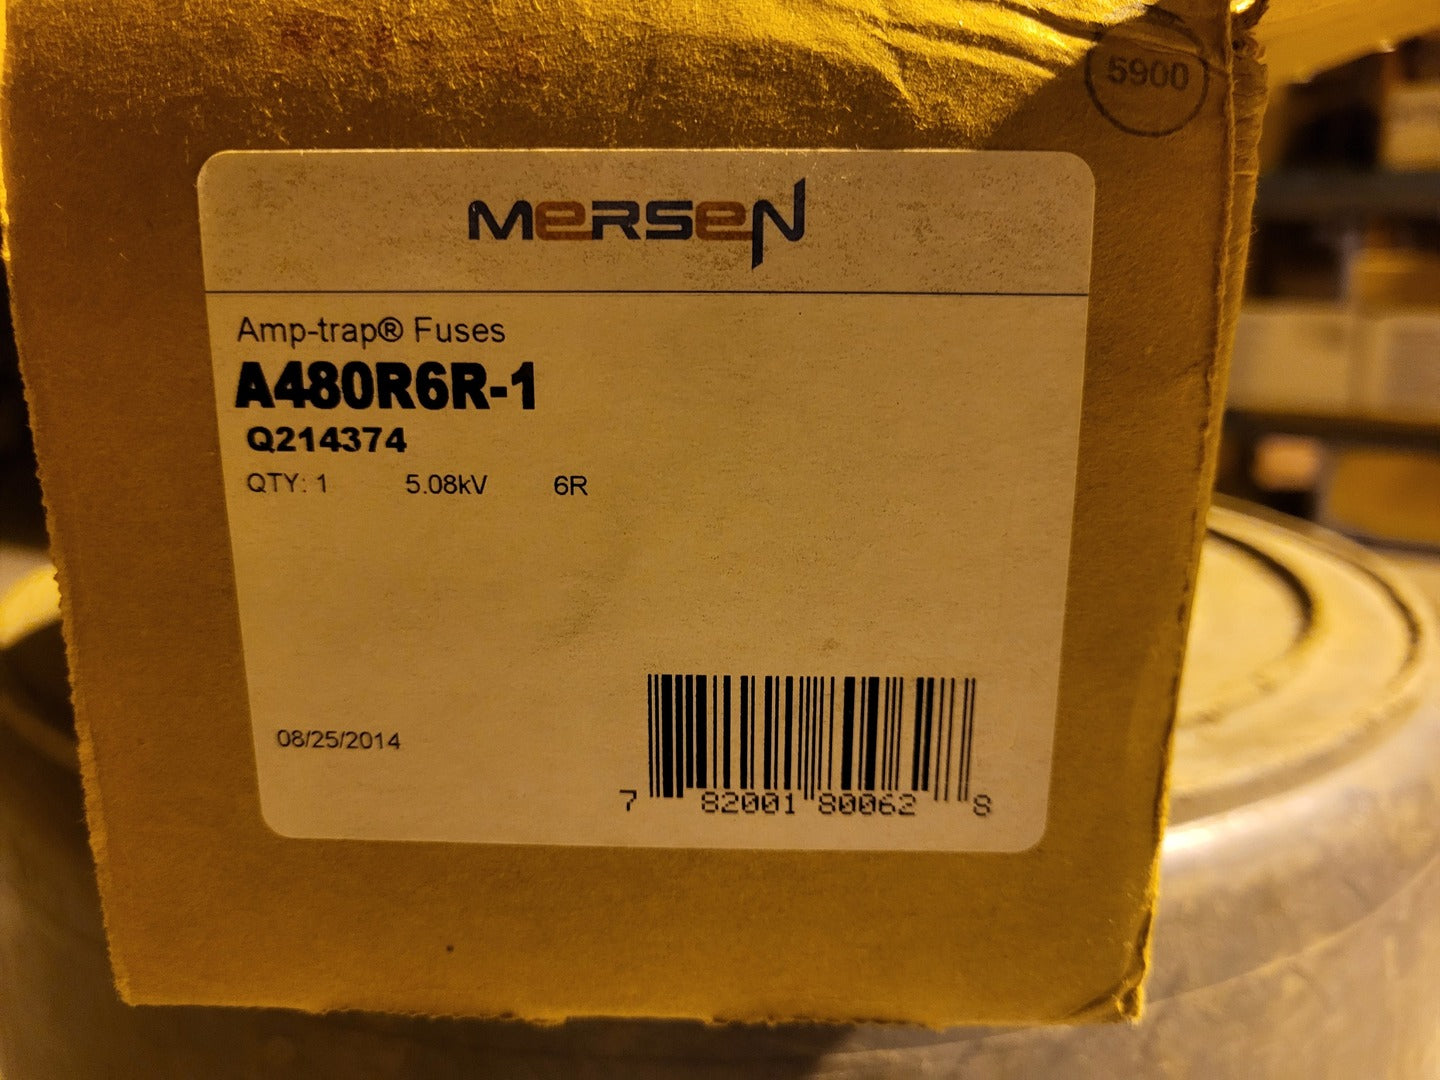 5900
MERSEN
Amp-trap® Fuses
A480R6R-1
Q214374
QTY: 1 5.08kV 6R
08/25/2014
7 82001 80062 8